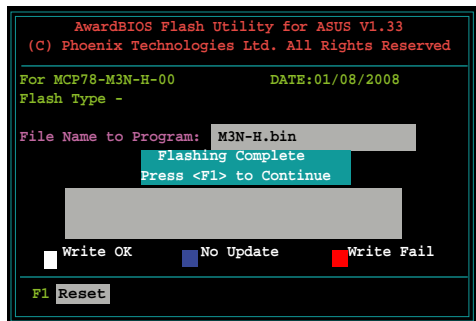 AwardBIOS Flash Utility for ASUS V1.33
(C) Phoenix Technologies Ltd. All Rights Reserved
For MCP78-M3N-H-00 DATE:01/08/2008
Flash Type -
File Name to Program: M3N-H.bin
Flashing Complete
Press <F1> to Continue
Write OK No Update Write Fail
F1 Reset